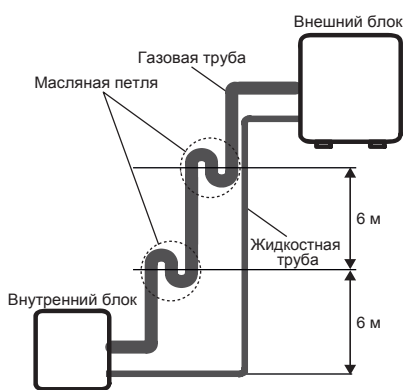 Внешний блок
Газовая труба
Масляная петля
6 м
Жидкостная
труба
Внутренний блок
6 м